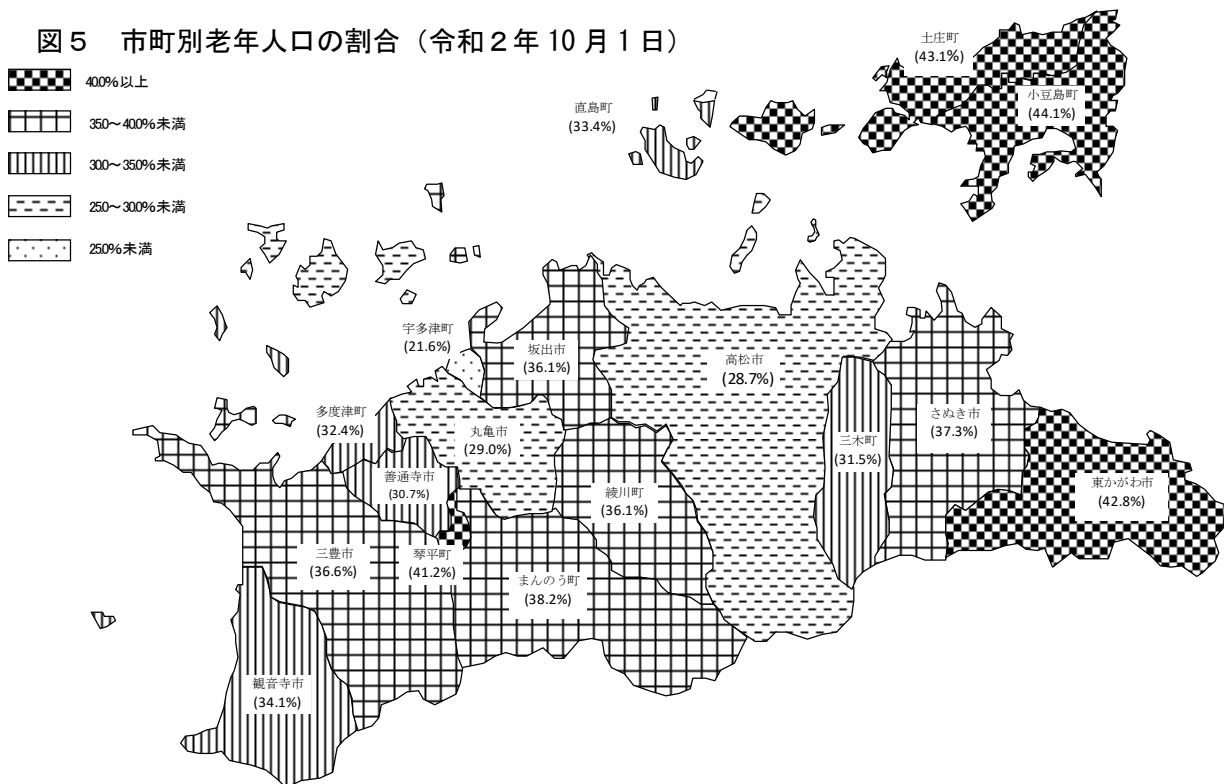 図５　市町別老年人口の割合（令和２年 10 月１日）
40.0%以上
35.0～40.0%未満
30.0～35.0%未満
25.0～30.0%未満
25.0%未満
土庄町
(43.1%)
小豆島町
(44.1%)
直島町
(33.4%)
宇多津町
(21.6%)
坂出市
(36.1%)
高松市
(28.7%)
多度津町
(32.4%)
丸亀市
(29.0%)
さぬき市
(37.3%)
三木町
(31.5%)
善通寺市
(30.7%)
綾川町
(36.1%)
東かがわ市
(42.8%)
三豊市
(36.6%)
琴平町
(41.2%)
まんのう町
(38.2%)
観音寺市
(34.1%)